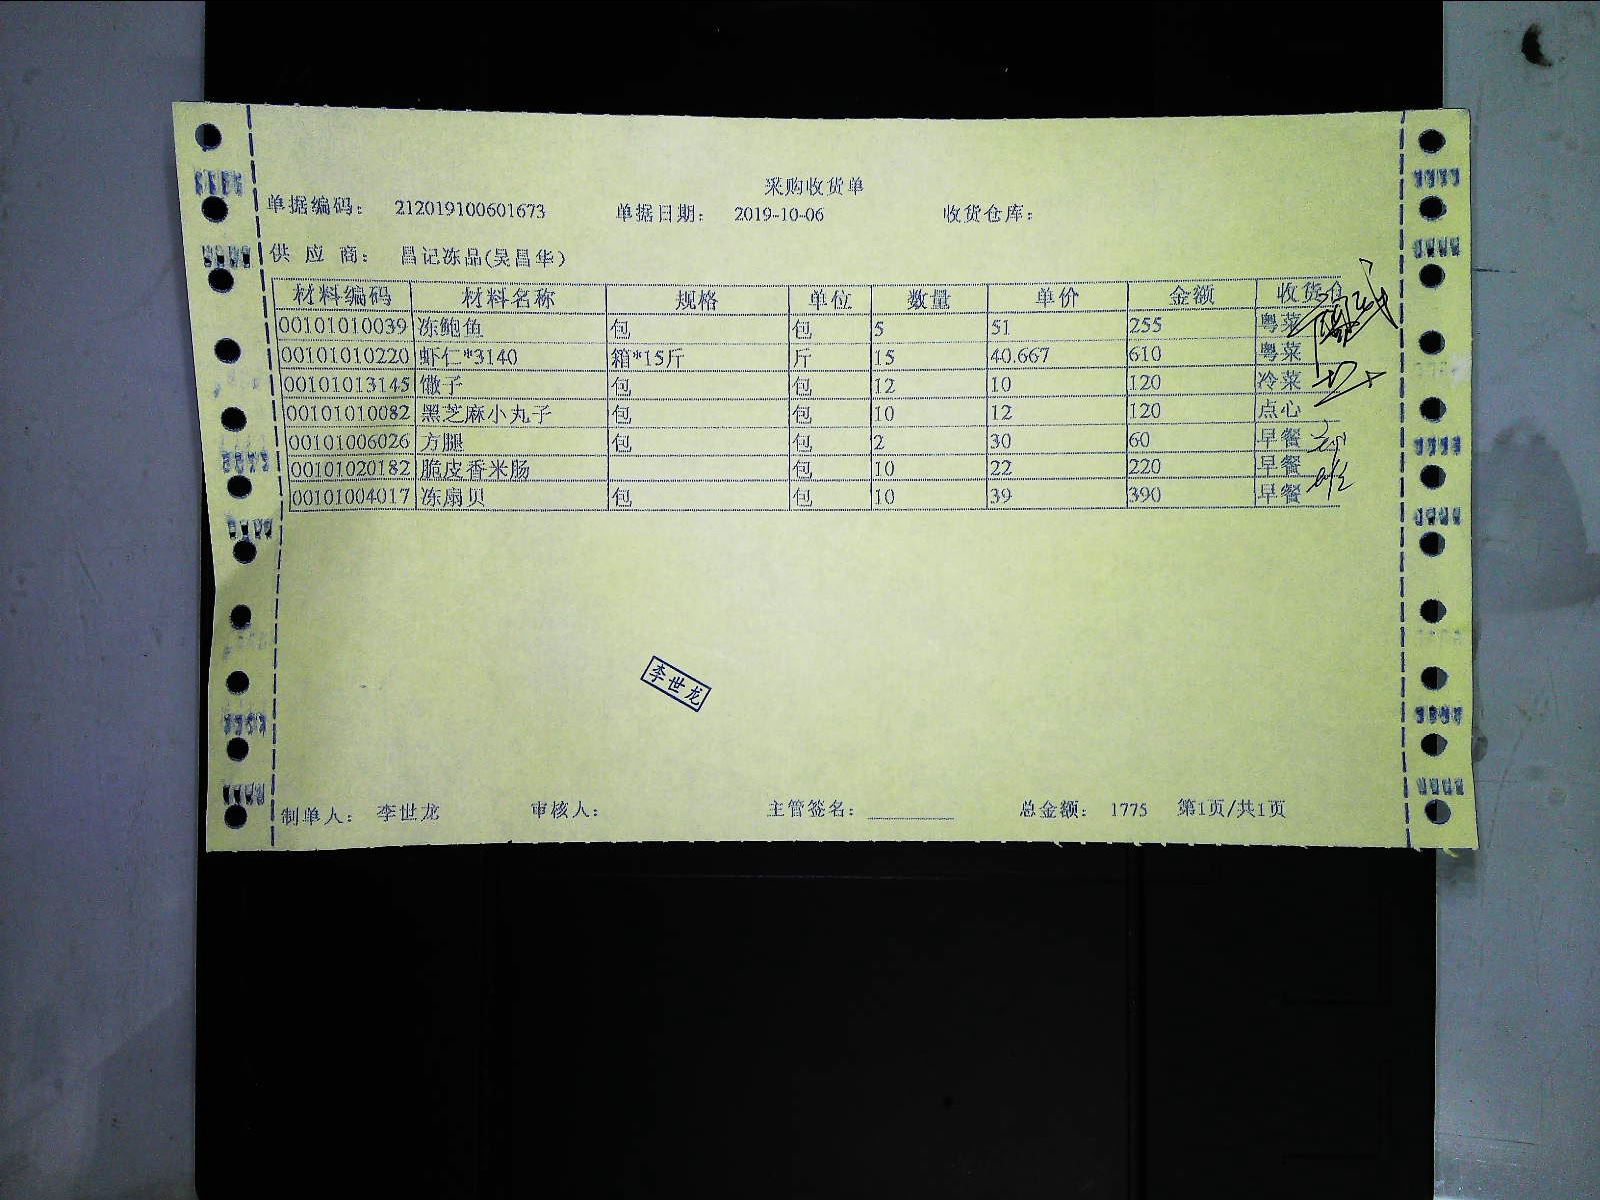 采购收货单
单据编码： 212019100601673 单据日期： 2019-10-06 收货仓库：
供 应 商： 昌记冻品(吴昌华)
材料编码 材料名称 规格 单位 数量 单价 金额 收货
00101010039 冻鲍鱼 包 包 5 51 255 粤菜
00101010220 虾仁*3140 箱*15斤 斤 15 40.667 610 粤菜
00101013145 馓子 包 包 12 10 120 冷菜
00101010082 黑芝麻小丸子 包 包 10 12 120 点心
00101006026 方腿 包 包 2 30 60 早餐
00101020182 脆皮香米肠 包 10 22 220 早餐
00101004017 冻扇贝 包 包 10 39 390 早餐
李世龙
制单人： 李世龙 审核人： 主管签名： 总金额： 1775 第1页/共1页